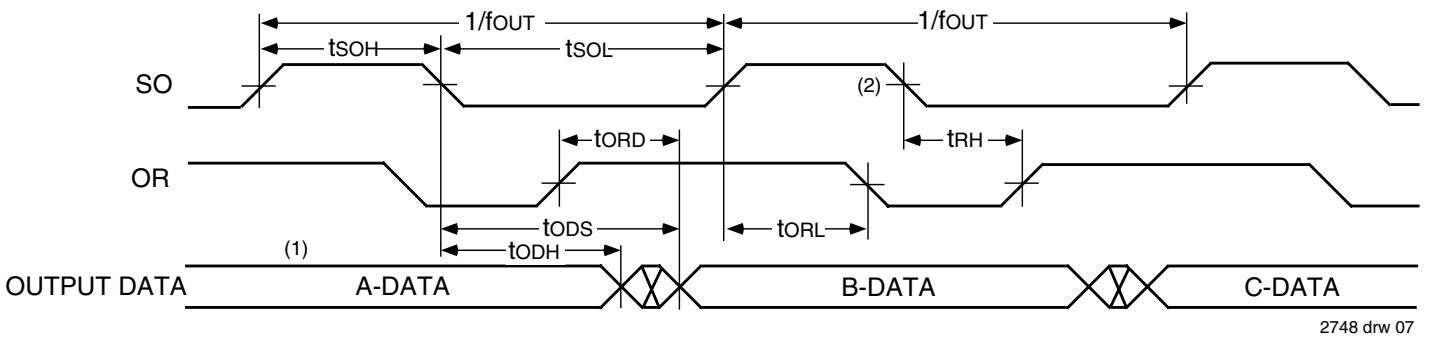 1/fOUT 1/fOUT
tSOH tSOL
SO (2)
tORD tRH
OR
tODS tORL
(1) tODH
OUTPUT DATA A-DATA B-DATA C-DATA
2748 drw 07